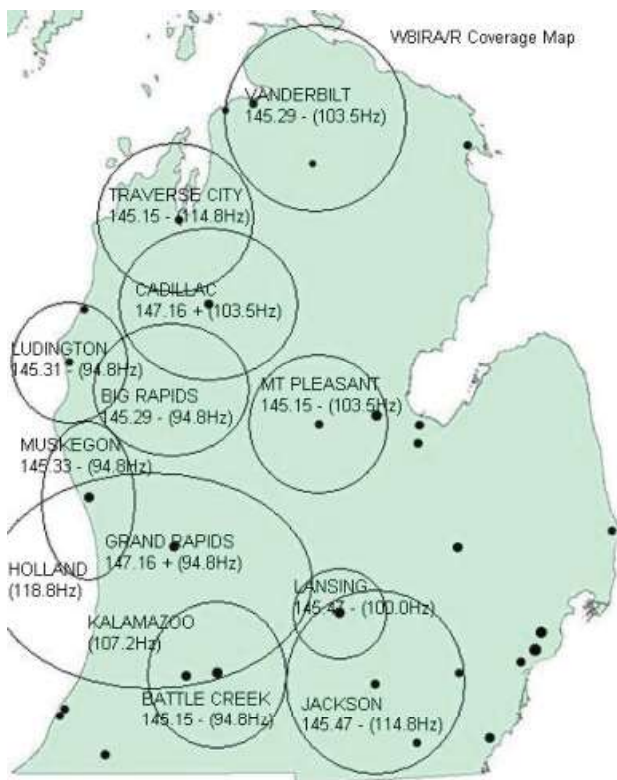 W8IRA/R Coverage Map
VANDERBILT
145.29 - (103.5Hz)
TRAVERSE CITY
145.15 - (114.8Hz)
CADILLAC
147.16 + (103.5Hz)
LUDINGTON
145.31 - (94.8Hz)
BIG RAPIDS
145.29 - (94.8Hz)
MT PLEASANT
145.15 - (103.5Hz)
MUSKEGON
145.33 - (94.8Hz)
GRAND RAPIDS
147.16 + (94.8Hz)
HOLLAND
(118.8Hz)
LANSING
145.47 - (100.0Hz)
KALAMAZOO
(107.2Hz)
BATTLE CREEK
145.15 - (94.8Hz)
JACKSON
145.47 - (114.8Hz)